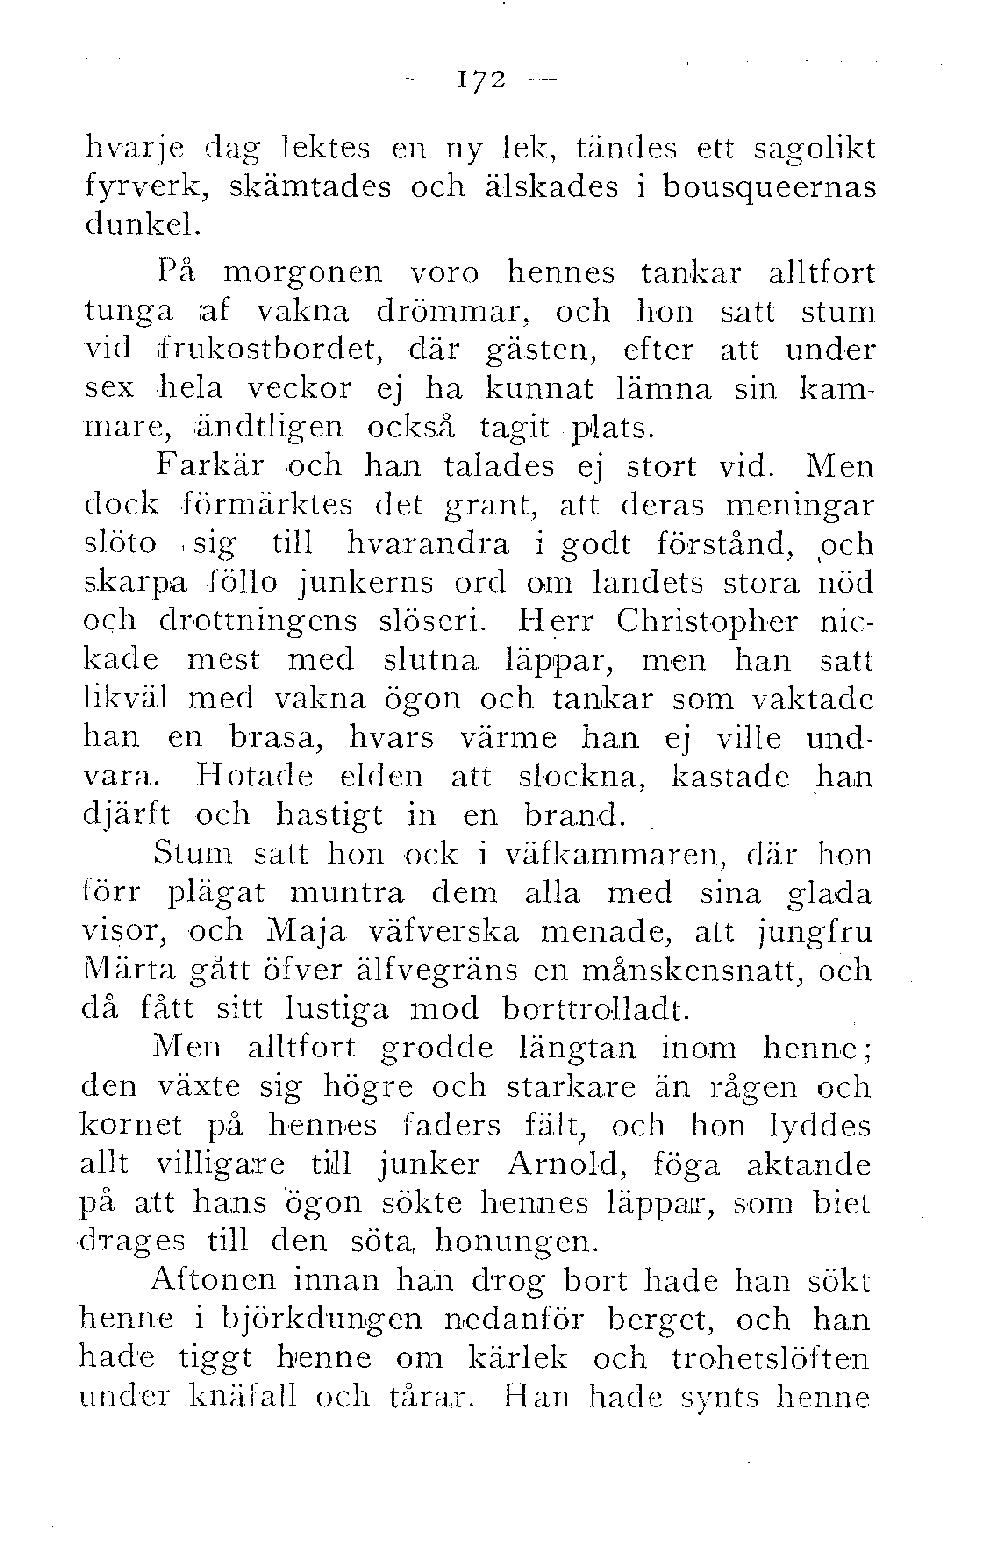 — 172 —
hvarje dag lektes en ny lek, tändes ett sagolikt
fyrverk, skämtades och älskades i bousqueernas
dunkel.
På morgonen voro hennes tankar alltfort
tunga af vakna drömmar, och hon satt stum
vid frukostbordet, där gästen, efter att under
sex hela veckor ej ha kunnat lämna sin kam-
mare, ändtligen också tagit plats.
Farkär och han talades ej stort vid. Men
dock förmärktes det grant, att deras meningar
slöto sig till hvarandra i godt förstånd, och
skarpa föllo junkerns ord om landets stora nöd
och drottningens slöseri. Herr Christopher nic-
kade mest med slutna läppar, men han satt
likväl med vakna ögon och tankar som vaktade
han en brasa, hvars värme han ej ville und-
vara. Hotade elden att slockna, kastade han
djärft och hastigt in en brand.
Stum satt hon ock i väfkammaren, där hon
förr plägat muntra dem alla med sina glada
visor, och Maja väfverska menade, att jungfru
Märta gått öfver älfvegräns en månskensnatt, och
då fått sitt lustiga mod borttrolladt.
Men alltfort grodde längtan inom henne;
den växte sig högre och starkare än rågen och
kornet på hennes faders fält, och hon lyddes
allt villigare till junker Arnold, föga aktande
på att hans ögon sökte hennes läppar, som biet
drages till den söta honungen.
Aftonen innan han drog bort hade han sökt
henne i björkdungen nedanför berget, och han
hade tiggt henne om kärlek och trohetslöften
under knäfall och tårar. Han hade synts henne